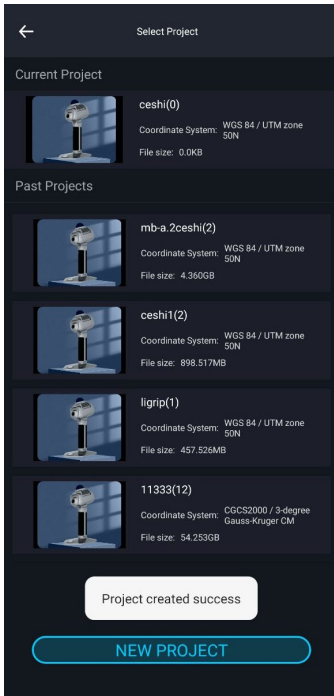 Select Project
Current Project
ceshi(0)
Coordinate System: WGS 84 / UTM zone
50N
File size: 0.0KB
Past Projects
mb-a.2ceshi(2)
Coordinate System: WGS 84 / UTM zone
50N
File size: 4.360GB
ceshi1(2)
Coordinate System: WGS 84 / UTM zone
50N
File size: 898.517MB
ligrip(1)
Coordinate System: WGS 84 / UTM zone
50N
File size: 457.526MB
11333(12)
Coordinate System: CGCS2000 / 3-degree
Gauss-Kruger CM
File size: 54.253GB
Project created success
NEW PROJECT